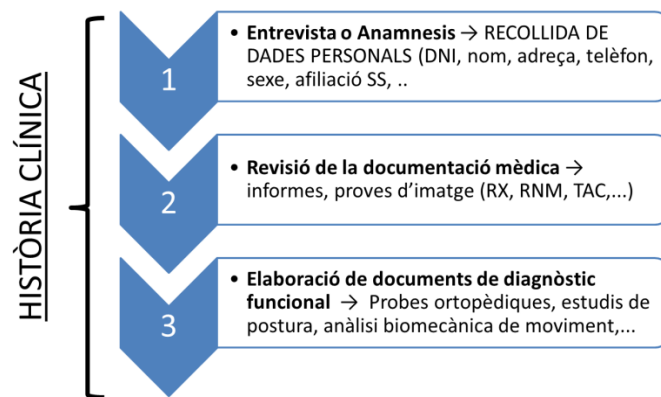 HISTÒRIA CLÍNICA
1
• Entrevista o Anamnesis → RECOLLIDA DE
DADES PERSONALS (DNI, nom, adreça, telèfon,
sexe, afiliació SS, ..
2
• Revisió de la documentació mèdica →
informes, proves d'imatge (RX, RNM, TAC,...)
3
• Elaboració de documents de diagnòstic
funcional → Probes ortopèdiques, estudis de
postura, anàlisi biomecànica de moviment,...